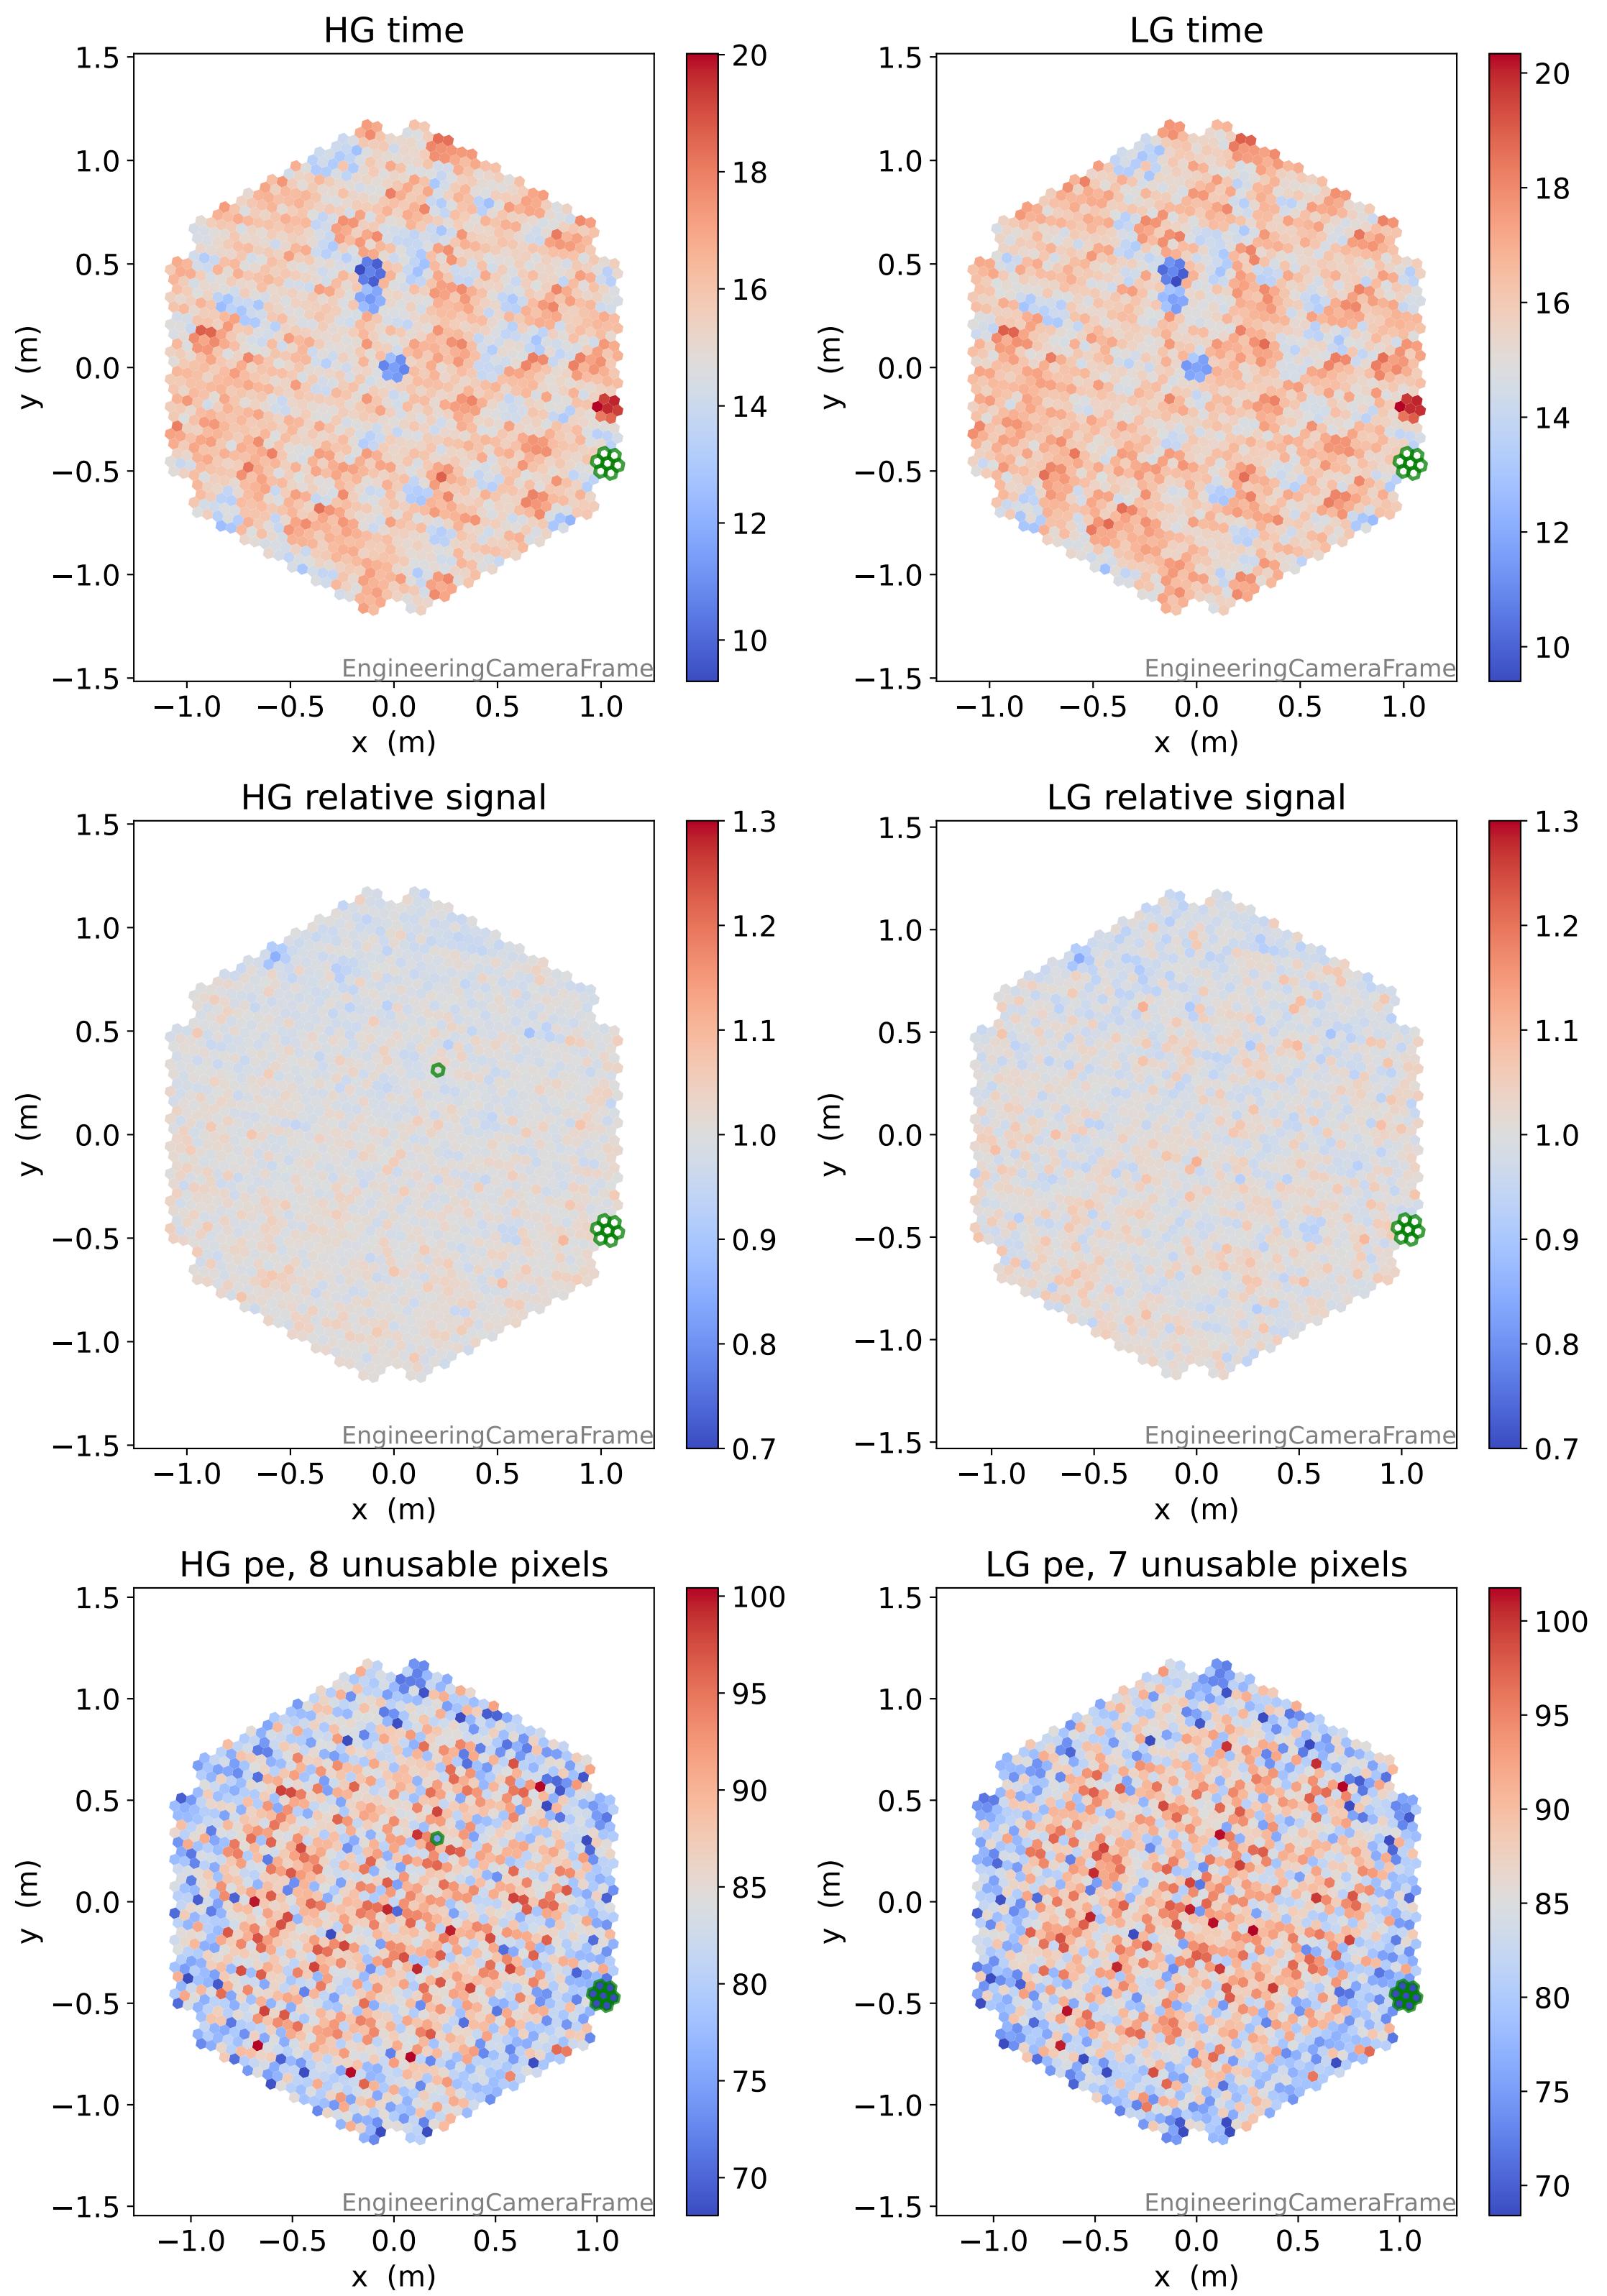 HG time
1.5
1.0
0.5
0.0
−0.5
−1.0
−1.5
y (m)
−1.0 −0.5 0.0 0.5 1.0
x (m)
EngineeringCameraFrame
20
18
16
14
12
10
LG time
1.5
1.0
0.5
0.0
−0.5
−1.0
−1.5
y (m)
−1.0 −0.5 0.0 0.5 1.0
x (m)
EngineeringCameraFrame
20
18
16
14
12
10
HG relative signal
1.5
1.0
0.5
0.0
−0.5
−1.0
−1.5
y (m)
−1.0 −0.5 0.0 0.5 1.0
x (m)
EngineeringCameraFrame
1.3
1.2
1.1
1.0
0.9
0.8
0.7
LG relative signal
1.5
1.0
0.5
0.0
−0.5
−1.0
−1.5
y (m)
−1.0 −0.5 0.0 0.5 1.0
x (m)
EngineeringCameraFrame
1.3
1.2
1.1
1.0
0.9
0.8
0.7
HG pe, 8 unusable pixels
1.5
1.0
0.5
0.0
−0.5
−1.0
−1.5
y (m)
−1.0 −0.5 0.0 0.5 1.0
x (m)
EngineeringCameraFrame
100
95
90
85
80
75
70
LG pe, 7 unusable pixels
1.5
1.0
0.5
0.0
−0.5
−1.0
−1.5
y (m)
−1.0 −0.5 0.0 0.5 1.0
x (m)
EngineeringCameraFrame
100
95
90
85
80
75
70